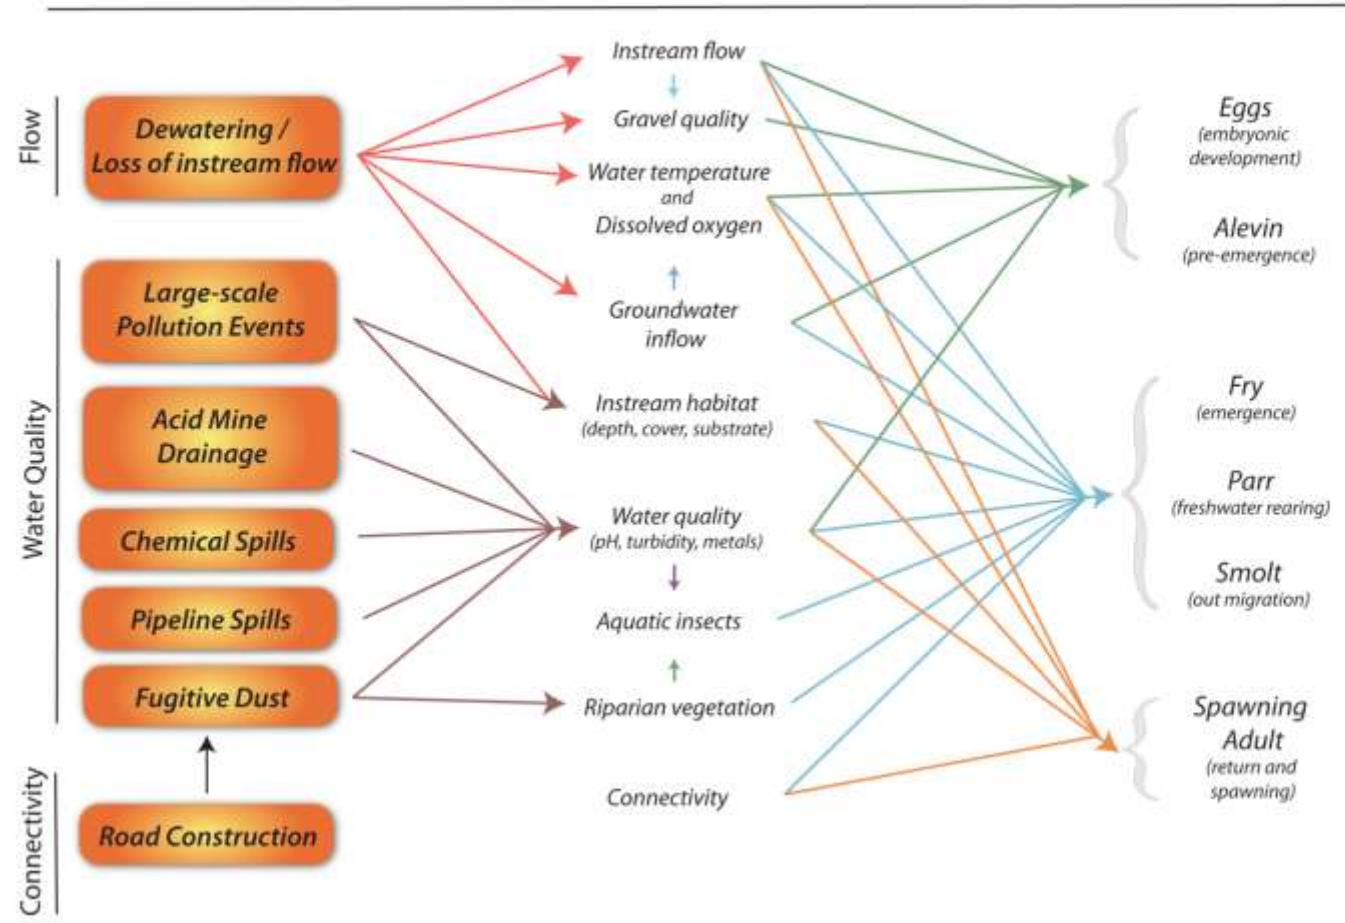 Flow
Dewatering /
Loss of instream flow
Water Quality
Large-scale
Pollution Events
Acid Mine
Drainage
Chemical Spills
Pipeline Spills
Fugitive Dust
Connectivity
Road Construction
Instream flow
Gravel quality
Water temperature
and
Dissolved oxygen
Groundwater
inflow
Instream habitat
(depth, cover, substrate)
Water quality
(pH, turbidity, metals)
Aquatic insects
Riparian vegetation
Connectivity
Eggs
(embryonic
development)
Alevin
(pre-emergence)
Fry
(emergence)
Parr
(freshwater rearing)
Smolt
(out migration)
Spawning
Adult
(return and
spawning)